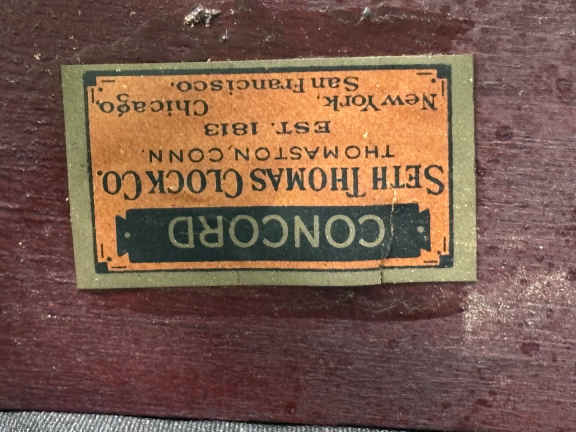 CONCORD
SETH THOMAS CLOCK CO.
THOMASTON, CONN.
EST. 1813
New York, Chicago,
San Francisco.